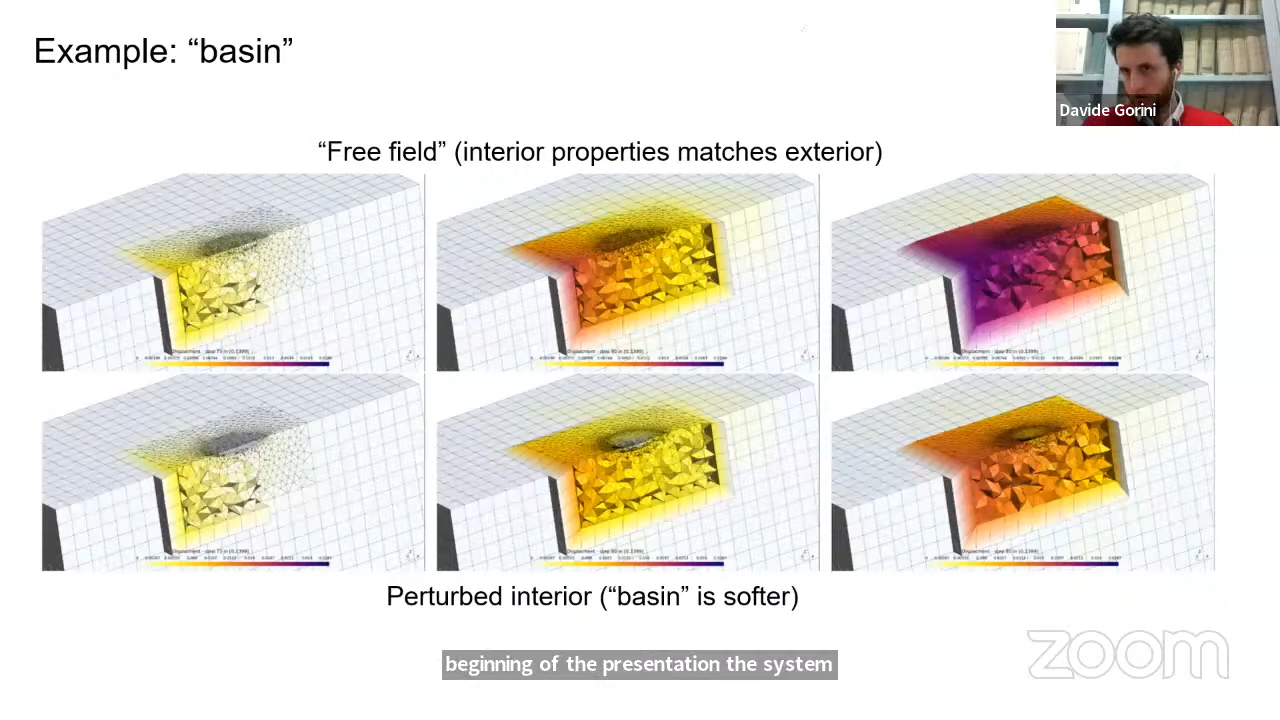 Example: “basin”
Davide Gorini
“Free field” (interior properties matches exterior)
Perturbed interior (“basin” is softer)
beginning of the presentation the system
zoom